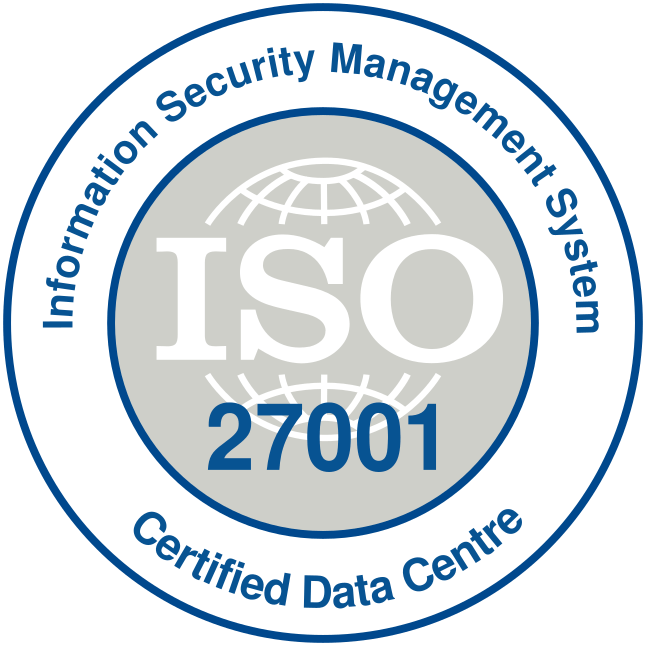 Information Security Management System
ISO
27001
Certified Data Centre